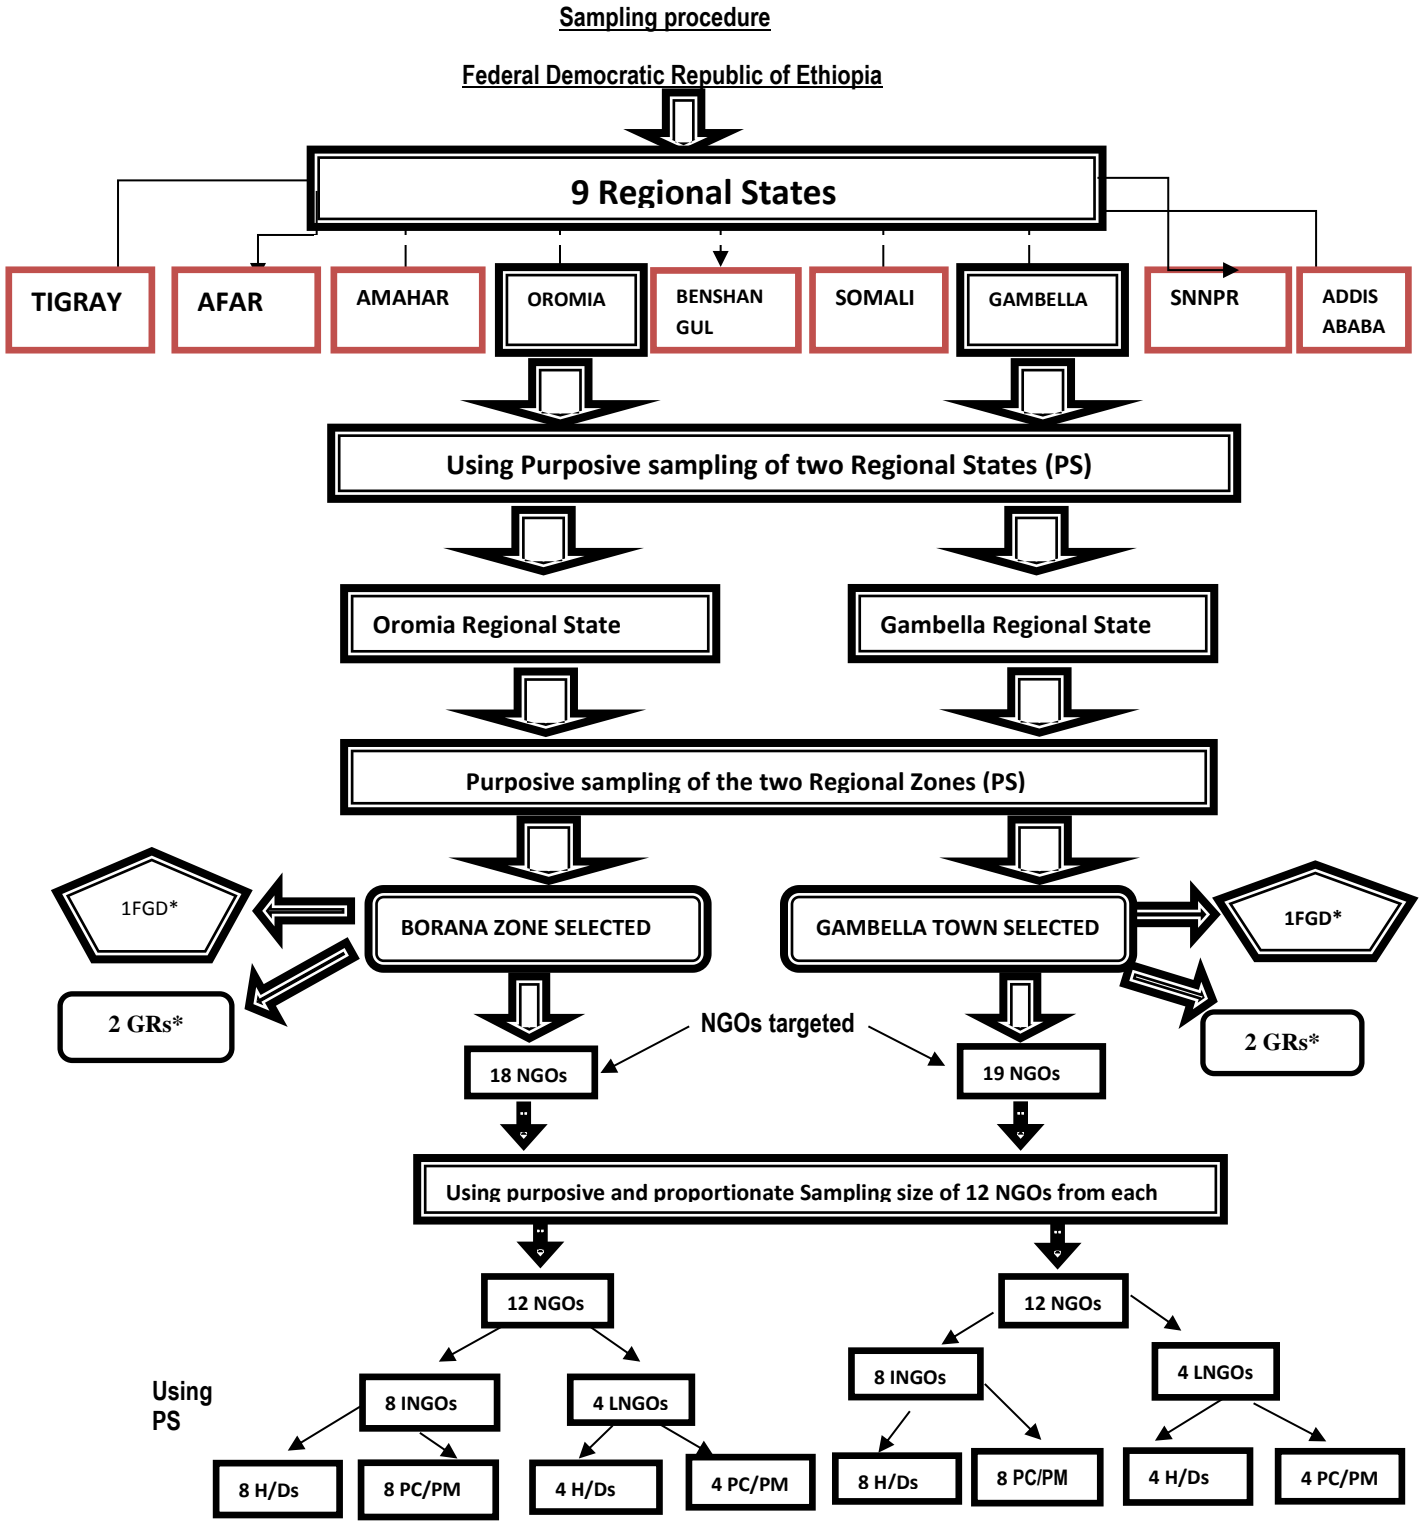 Sampling procedure
Federal Democratic Republic of Ethiopia
9 Regional States
TIGRAY
AFAR
AMAHAR
OROMIA
BENSHAN
GUL
SOMALI
GAMBELLA
SNNPR
ADDIS
ABABA
Using Purposive sampling of two Regional States (PS)
Oromia Regional State
Gambella Regional State
Purposive sampling of the two Regional Zones (PS)
1FGD*
BORANA ZONE SELECTED
GAMBELLA TOWN SELECTED
1FGD*
2 GRs*
NGOs targeted
2 GRs*
18 NGOs
19 NGOs
Using purposive and proportionate Sampling size of 12 NGOs from each
12 NGOs
12 NGOs
Using
PS
8 INGOs
4 LNGOs
8 INGOs
4 LNGOs
8 H/Ds
8 PC/PM
4 H/Ds
4 PC/PM
8 H/Ds
8 PC/PM
4 H/Ds
4 PC/PM